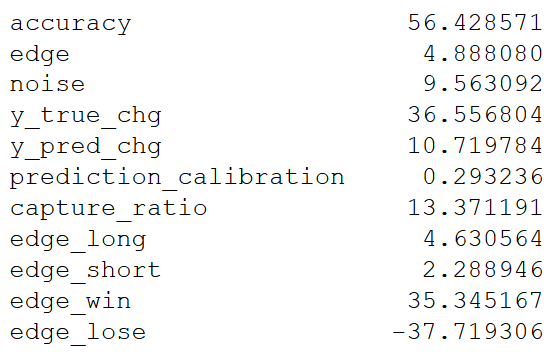 accuracy 56.428571
edge 4.888080
noise 9.563092
y_true_chg 36.556804
y_pred_chg 10.719784
prediction_calibration 0.293236
capture_ratio 13.371191
edge_long 4.630564
edge_short 2.288946
edge_win 35.345167
edge_lose -37.719306